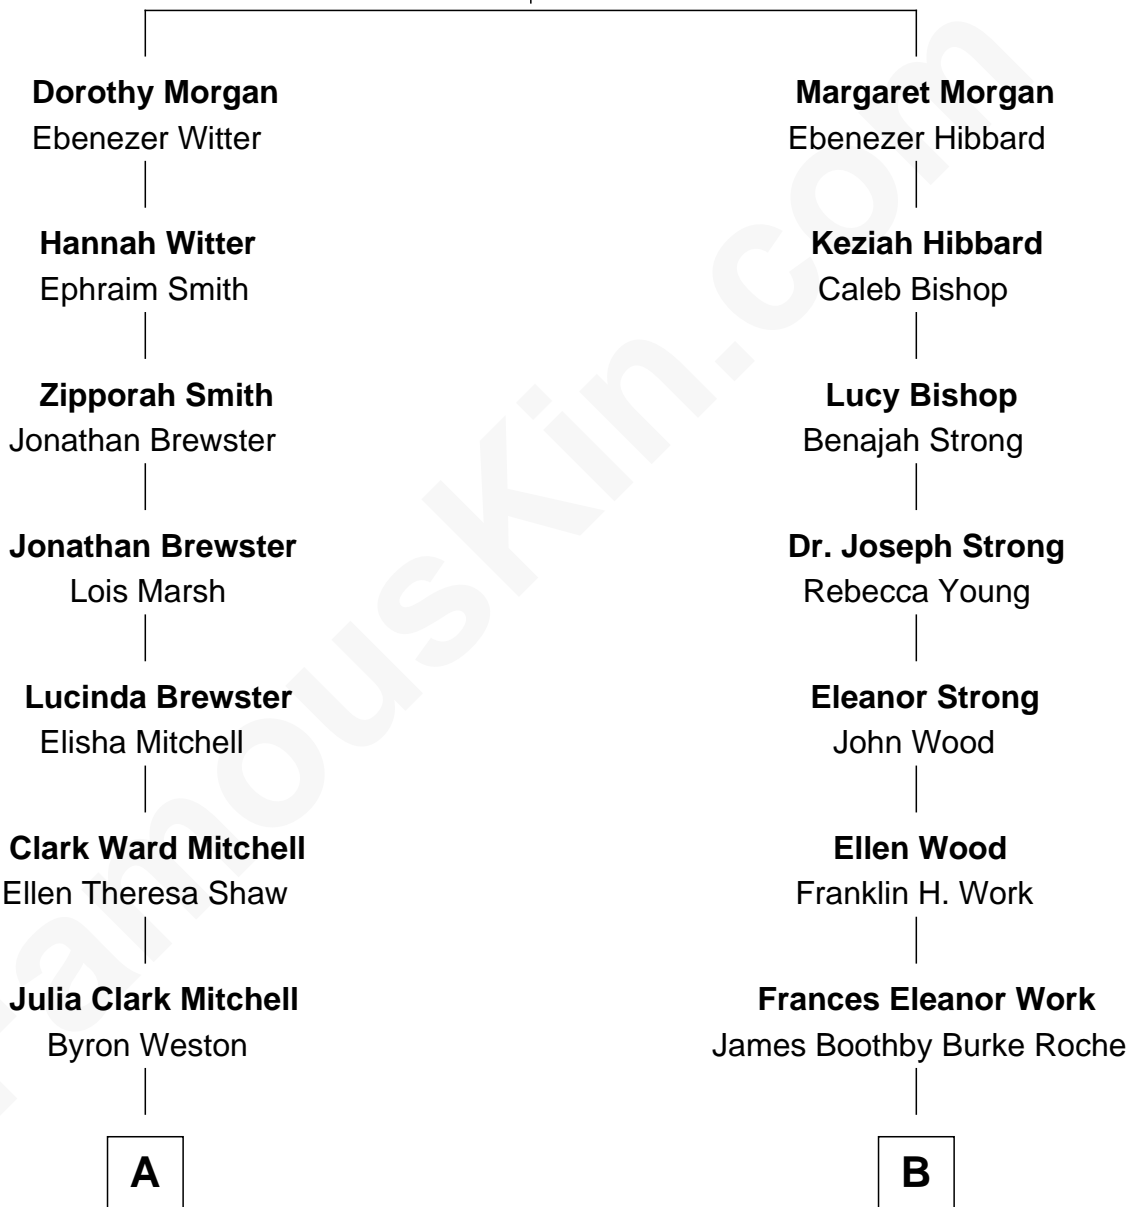 Dorothy Morgan
Ebenezer Witter
Hannah Witter
Ephraim Smith
Zipporah Smith
Jonathan Brewster
Jonathan Brewster
Lois Marsh
Lucinda Brewster
Elisha Mitchell
Clark Ward Mitchell
Ellen Theresa Shaw
Julia Clark Mitchell
Byron Weston
A
Margaret Morgan
Ebenezer Hibbard
Keziah Hibbard
Caleb Bishop
Lucy Bishop
Benajah Strong
Dr. Joseph Strong
Rebecca Young
Eleanor Strong
John Wood
Ellen Wood
Franklin H. Work
Frances Eleanor Work
James Boothby Burke Roche
B
FamousKin.com